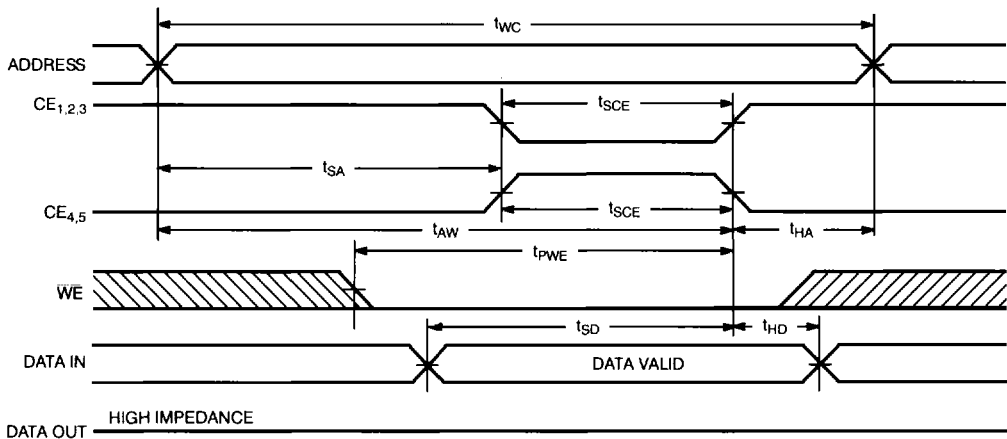 tWC
ADDRESS
CE1,2,3
tSCE
tSA
CE4,5
tSCE
tAW
tHA
tPWE
WE
tSD
tHD
DATA IN
DATA VALID
HIGH IMPEDANCE
DATA OUT